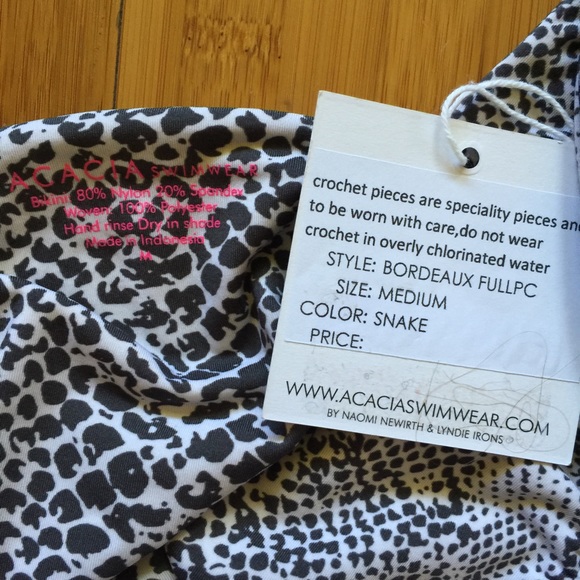 ACACIA SWIMWEAR
Bikini: 80% Nylon 20% Spandex
Woven: 100% Polyester
Hand rinse Dry in shade
Made in Indonesia
M
crochet pieces are speciality pieces and
to be worn with care,do not wear
crochet in overly chlorinated water
STYLE: BORDEAUX FULLPC
SIZE: MEDIUM
COLOR: SNAKE
PRICE:
WWW.ACACIASWIMWEAR.COM
BY NAOMI NEWIRTH & LYNDIE IRONS